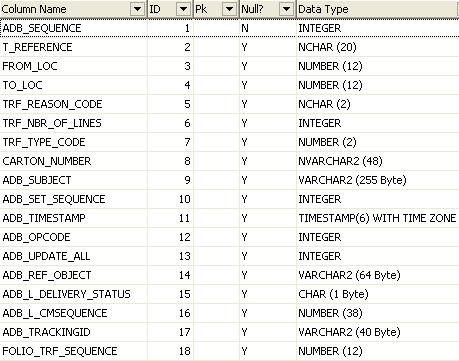 Column Name ID Pk Null? Data Type
ADB_SEQUENCE 1 N INTEGER
T_REFERENCE 2 Y NCHAR (20)
FROM_LOC 3 Y NUMBER (12)
TO_LOC 4 Y NUMBER (12)
TRF_REASON_CODE 5 Y NCHAR (2)
TRF_NBR_OF_LINES 6 Y INTEGER
TRF_TYPE_CODE 7 Y NUMBER (2)
CARTON_NUMBER 8 Y NVARCHAR2 (48)
ADB_SUBJECT 9 Y VARCHAR2 (255 Byte)
ADB_SET_SEQUENCE 10 Y INTEGER
ADB_TIMESTAMP 11 Y TIMESTAMP(6) WITH TIME ZONE
ADB_OPCODE 12 Y INTEGER
ADB_UPDATE_ALL 13 Y INTEGER
ADB_REF_OBJECT 14 Y VARCHAR2 (64 Byte)
ADB_L_DELIVERY_STATUS 15 Y CHAR (1 Byte)
ADB_L_CMSEQUENCE 16 Y NUMBER (38)
ADB_TRACKINGID 17 Y VARCHAR2 (40 Byte)
FOLIO_TRF_SEQUENCE 18 Y NUMBER (12)